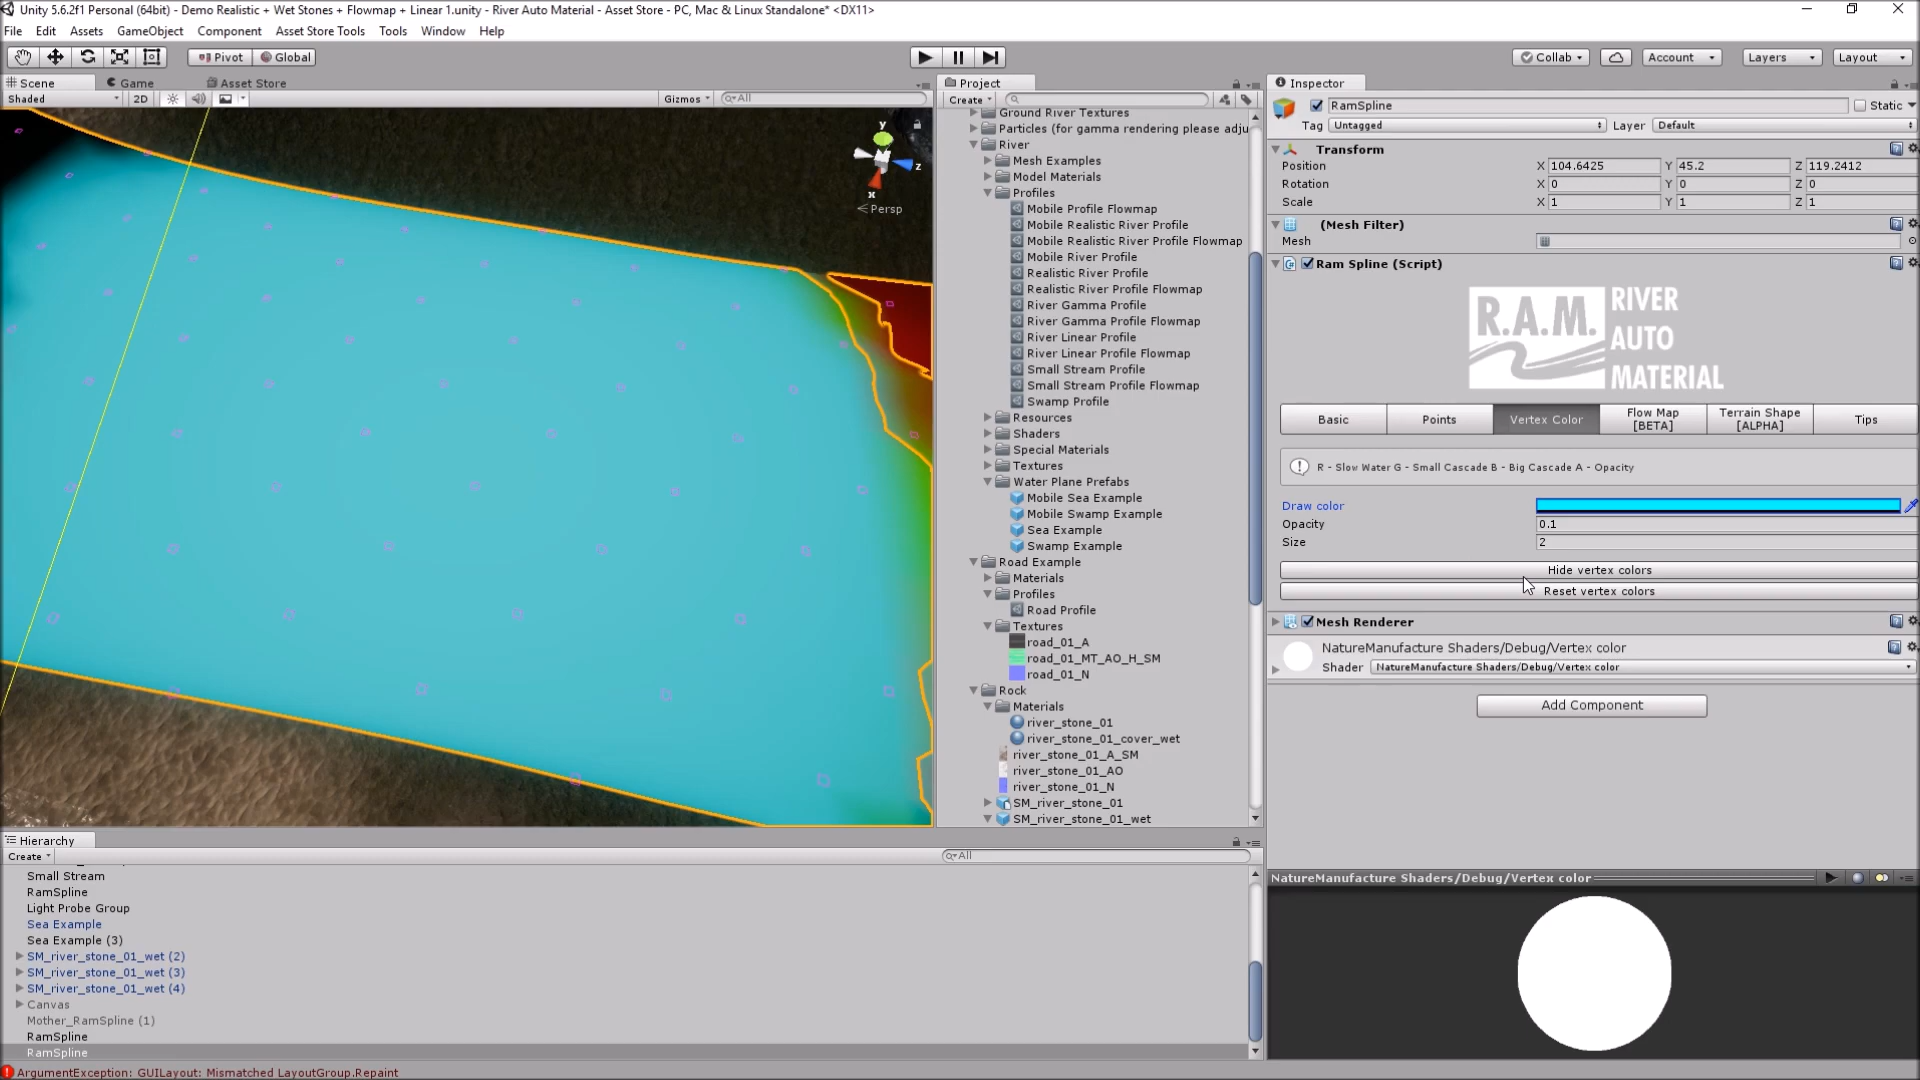 Unity 5.6.2f1 Personal (64bit) - Demo Realistic + Wet Stones + Flowmap + Linear 1.unity - River Auto Material - Asset Store - PC, Mac & Linux Standalone* <DX11>
File Edit Assets GameObject Component Asset Store Tools Tools Window Help
Pivot Global Collab Account Layers Layout
Scene Game Asset Store
Shaded 2D Gizmos All
y
z
x
Persp
Project
Create
Ground River Textures
Particles (for gamma rendering please adju
River
Mesh Examples
Model Materials
Profiles
Mobile Profile Flowmap
Mobile Realistic River Profile
Mobile Realistic River Profile Flowmap
Mobile River Profile
Realistic River Profile
Realistic River Profile Flowmap
River Gamma Profile
River Gamma Profile Flowmap
River Linear Profile
River Linear Profile Flowmap
Small Stream Profile
Small Stream Profile Flowmap
Swamp Profile
Resources
Shaders
Special Materials
Textures
Water Plane Prefabs
Mobile Sea Example
Mobile Swamp Example
Sea Example
Swamp Example
Road Example
Materials
Profiles
Road Profile
Textures
road_01_A
road_01_MT_AO_H_SM
road_01_N
Rock
Materials
river_stone_01
river_stone_01_cover_wet
river_stone_01_A_SM
river_stone_01_AO
river_stone_01_N
SM_river_stone_01
SM_river_stone_01_wet
Inspector
RamSpline Static
Tag Untagged Layer Default
Transform
Position X 104.6425 Y 45.2 Z 119.2412
Rotation X 0 Y 0 Z 0
Scale X 1 Y 1 Z 1
(Mesh Filter)
Mesh
Ram Spline (Script)
R.A.M. RIVER
AUTO
MATERIAL
Basic Points Vertex Color Flow Map [BETA] Terrain Shape [ALPHA] Tips
R - Slow Water G - Small Cascade B - Big Cascade A - Opacity
Draw color
Opacity 0.1
Size 2
Hide vertex colors
Reset vertex colors
Mesh Renderer
NatureManufacture Shaders/Debug/Vertex color
Shader NatureManufacture Shaders/Debug/Vertex color
Add Component
NatureManufacture Shaders/Debug/Vertex color
Hierarchy
Create All
Small Stream
RamSpline
Light Probe Group
Sea Example
Sea Example (3)
SM_river_stone_01_wet (2)
SM_river_stone_01_wet (3)
SM_river_stone_01_wet (4)
Canvas
Mother_RamSpline (1)
RamSpline
RamSpline
ArgumentException: GUILayout: Mismatched LayoutGroup.Repaint